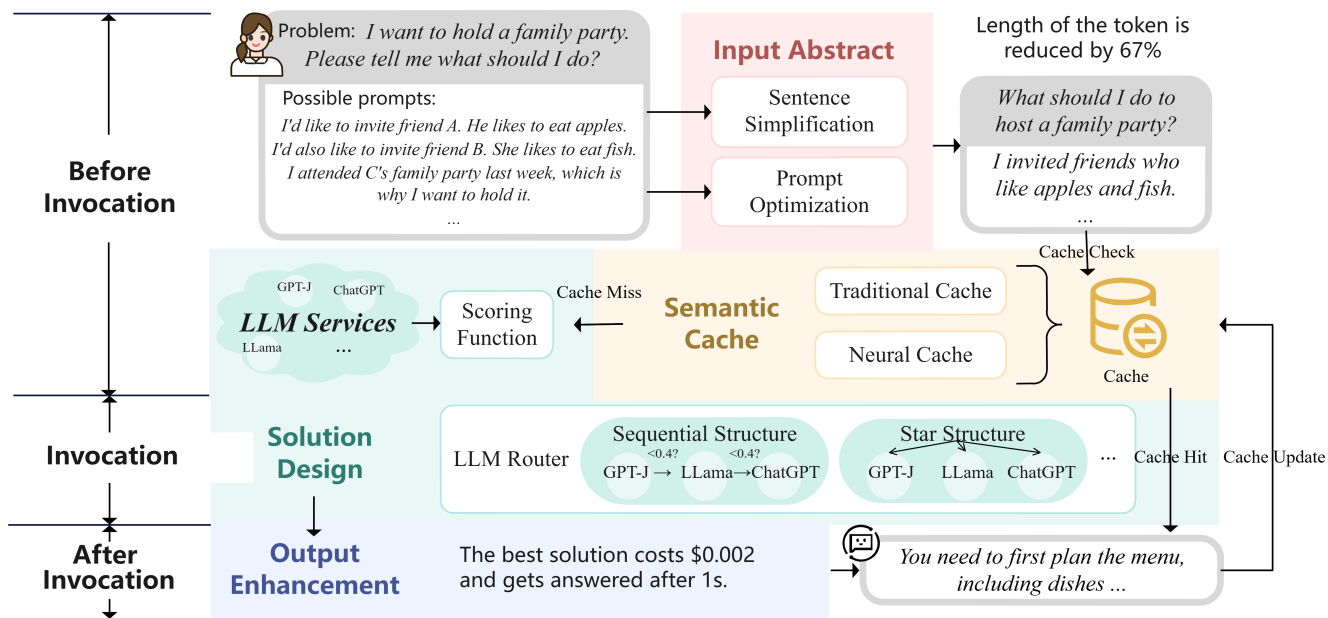 Problem: I want to hold a family party.
Please tell me what should I do?
Possible prompts:
I'd like to invite friend A. He likes to eat apples.
I'd also like to invite friend B. She likes to eat fish.
I attended C's family party last week, which is
why I want to hold it.
...
Input Abstract
Sentence
Simplification
Prompt
Optimization
Length of the token is
reduced by 67%
What should I do to
host a family party?
I invited friends who
like apples and fish.
...
Before
Invocation
Cache Check
GPT-J
ChatGPT
LLM Services
LLama
...
Scoring
Function
Cache Miss
Semantic
Cache
Traditional Cache
Neural Cache
Cache
Invocation
Solution
Design
LLM Router
Sequential Structure
<0.4?
<0.4?
GPT-J → LLama → ChatGPT
Star Structure
GPT-J LLama ChatGPT
...
Cache Hit
Cache Update
After
Invocation
Output
Enhancement
The best solution costs $0.002
and gets answered after 1s.
You need to first plan the menu,
including dishes ...